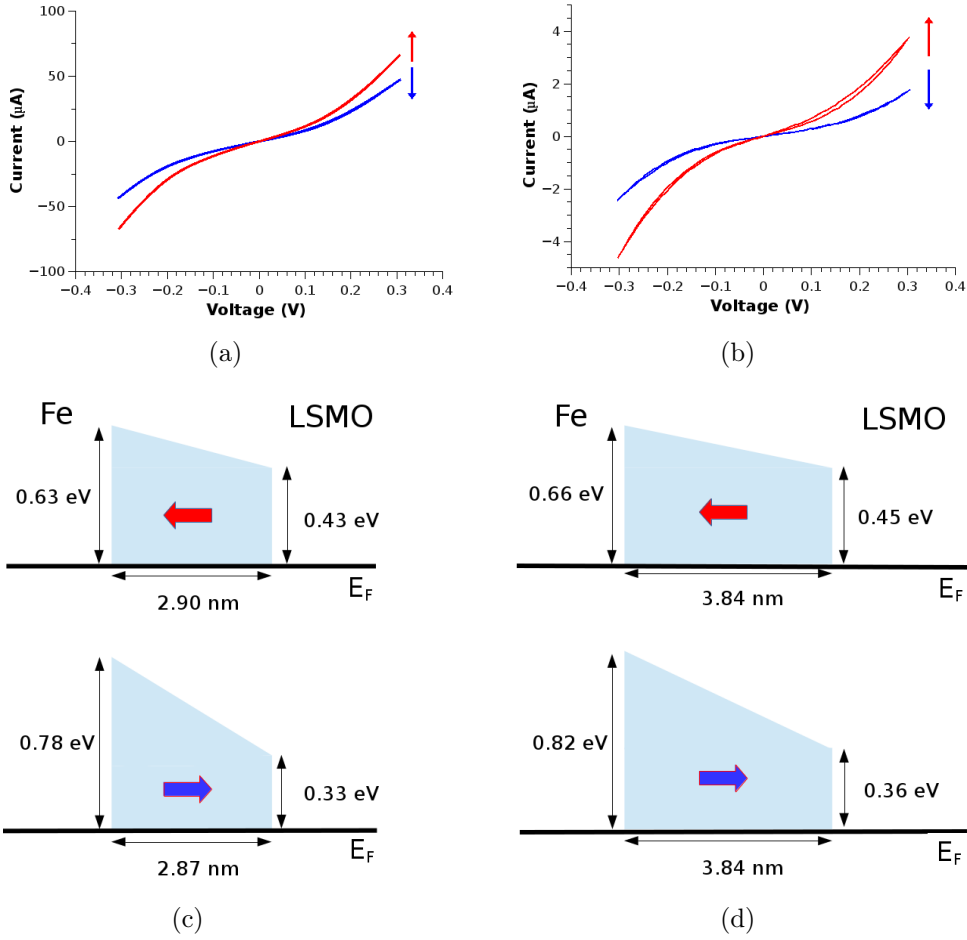 100
50
0
−50
−100
Current (μA)
−0.4 −0.3 −0.2 −0.1 0 0.1 0.2 0.3 0.4
Voltage (V)
(a)
4
2
0
−2
−4
Current (μA)
−0.4 −0.3 −0.2 −0.1 0 0.1 0.2 0.3 0.4
Voltage (V)
(b)
Fe LSMO
0.63 eV
0.43 eV
2.90 nm
EF
0.78 eV
0.33 eV
2.87 nm
EF
(c)
Fe LSMO
0.66 eV
0.45 eV
3.84 nm
EF
0.82 eV
0.36 eV
3.84 nm
EF
(d)